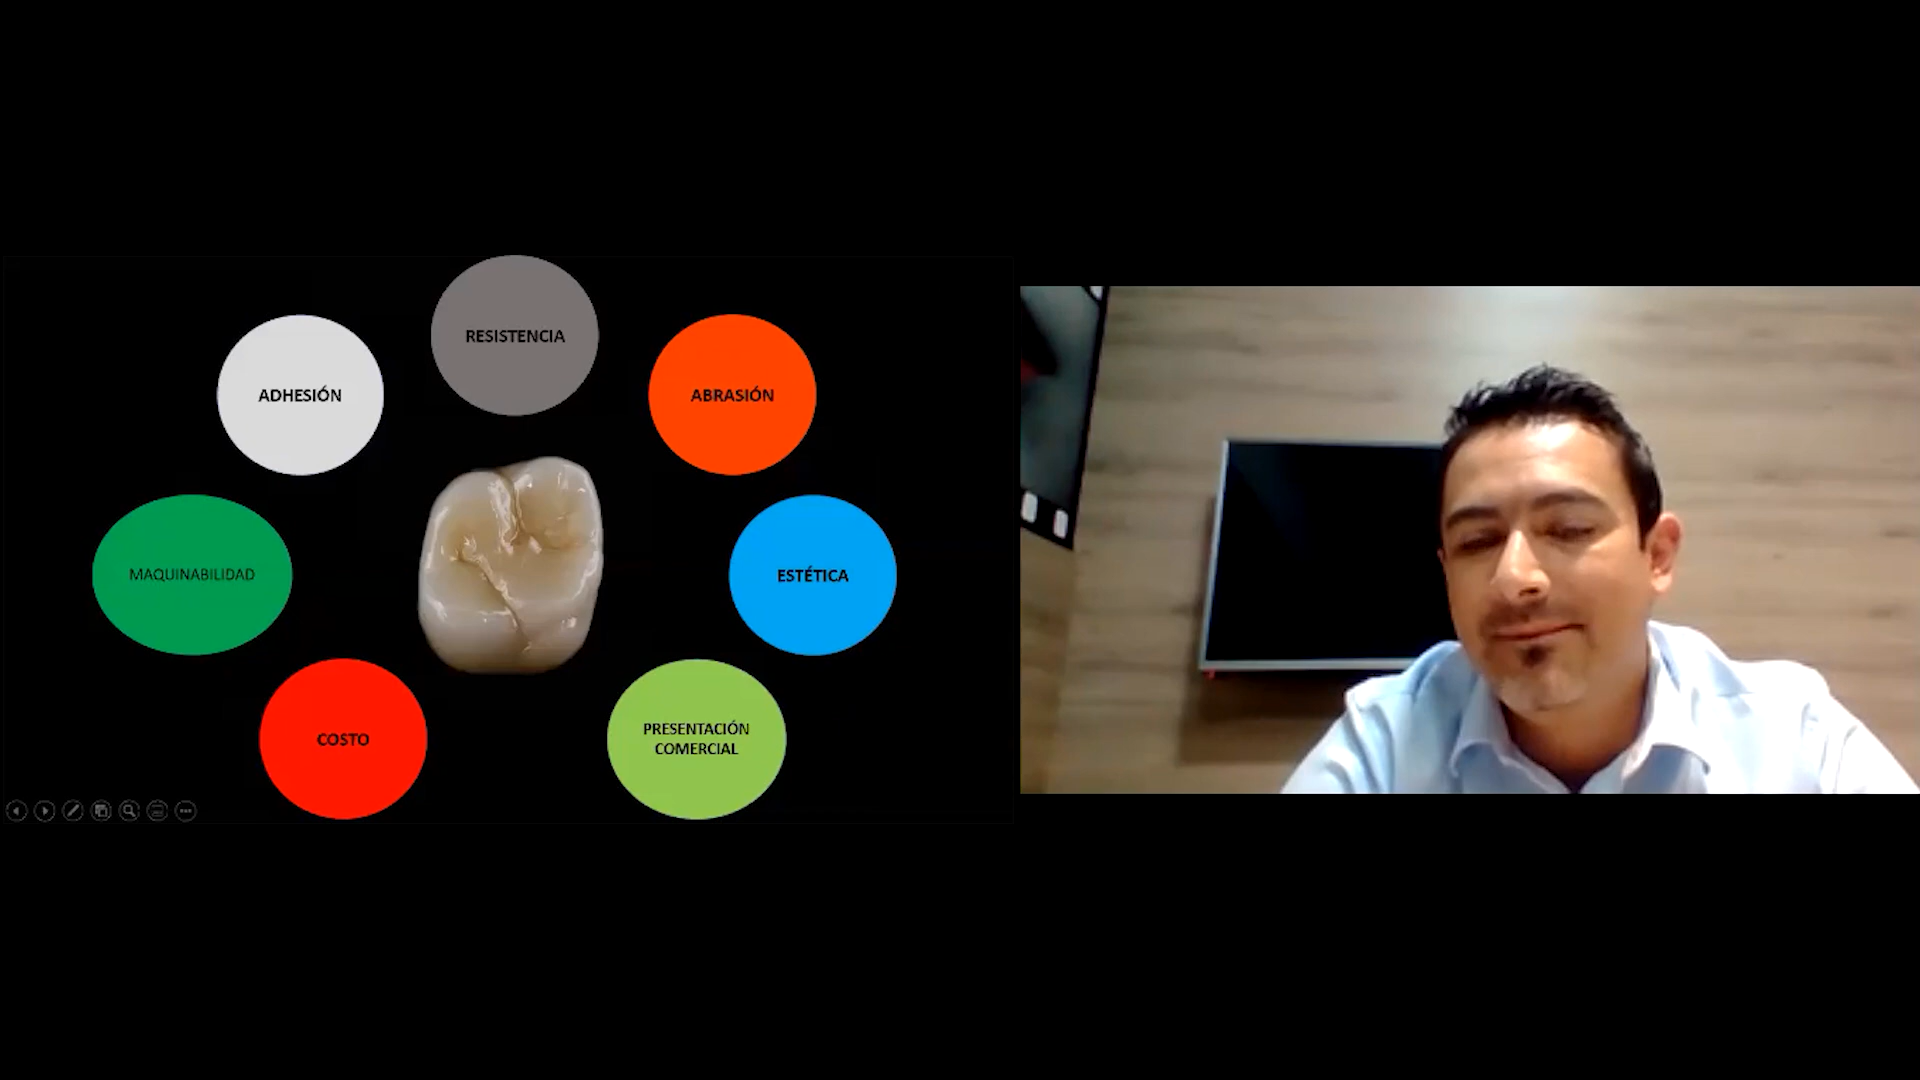 RESISTENCIA
ADHESIÓN
ABRASIÓN
MAQUINABILIDAD
ESTÉTICA
COSTO
PRESENTACIÓN
COMERCIAL